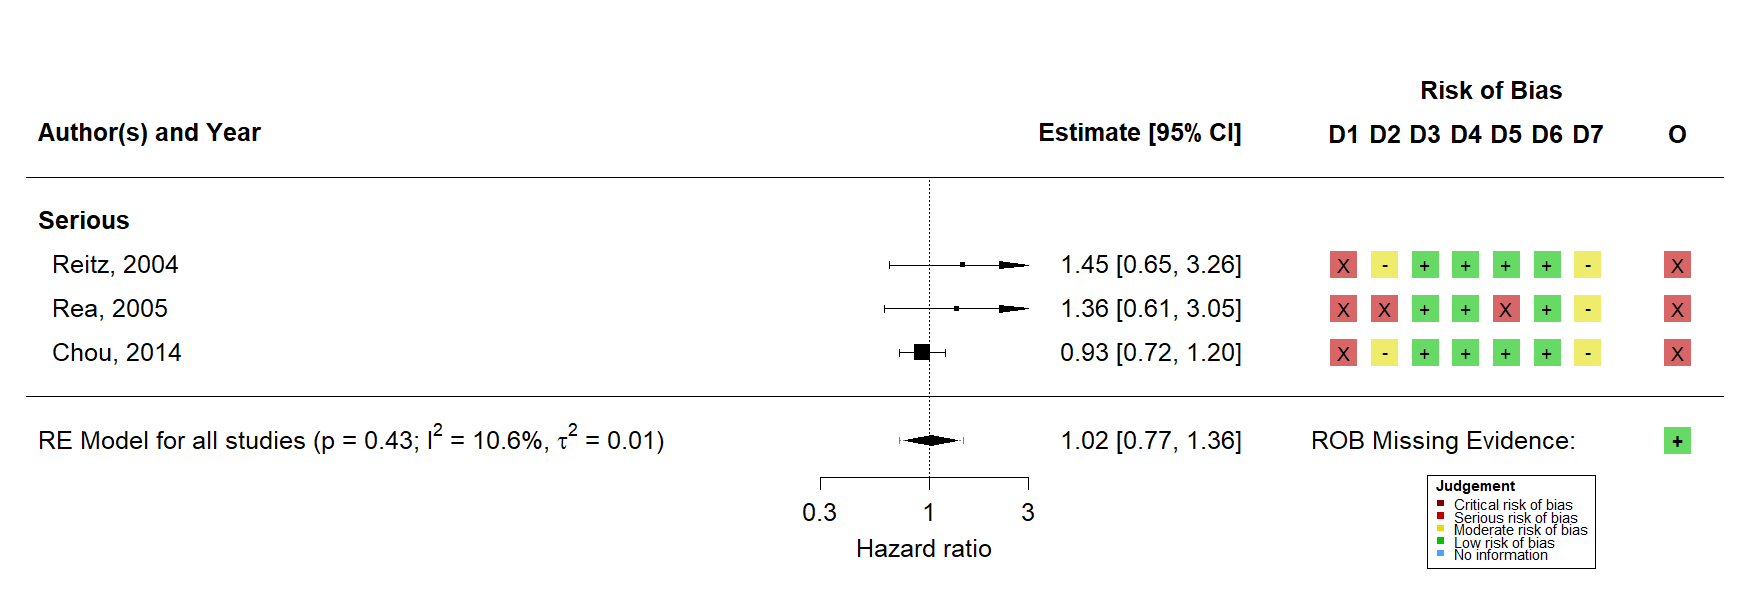 Risk of Bias
Author(s) and Year Estimate [95% CI] D1 D2 D3 D4 D5 D6 D7 O
Serious
Reitz, 2004 1.45 [0.65, 3.26] X - + + + + - X
Rea, 2005 1.36 [0.61, 3.05] X X + + X + - X
Chou, 2014 0.93 [0.72, 1.20] X - + + + + - X
RE Model for all studies (p = 0.43; I² = 10.6%, τ² = 0.01) 1.02 [0.77, 1.36] ROB Missing Evidence: +
0.3 1 3
Hazard ratio
Judgement
Critical risk of bias
Serious risk of bias
Moderate risk of bias
Low risk of bias
No information